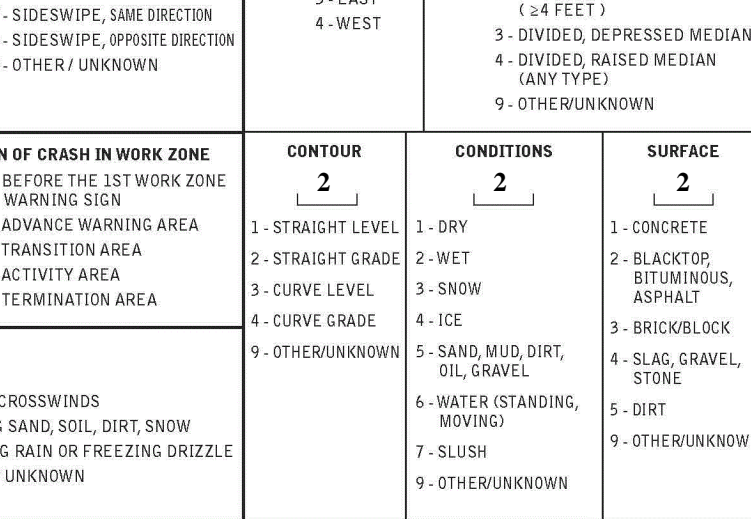 - SIDESWIPE, SAME DIRECTION
- SIDESWIPE, OPPOSITE DIRECTION
- OTHER / UNKNOWN
4 - WEST
( ≥4 FEET )
3 - DIVIDED, DEPRESSED MEDIAN
4 - DIVIDED, RAISED MEDIAN
(ANY TYPE)
9 - OTHER/UNKNOWN
N OF CRASH IN WORK ZONE
BEFORE THE 1ST WORK ZONE
WARNING SIGN
ADVANCE WARNING AREA
TRANSITION AREA
ACTIVITY AREA
TERMINATION AREA
CROSSWINDS
G SAND, SOIL, DIRT, SNOW
G RAIN OR FREEZING DRIZZLE
UNKNOWN
CONTOUR
2
1 - STRAIGHT LEVEL
2 - STRAIGHT GRADE
3 - CURVE LEVEL
4 - CURVE GRADE
9 - OTHER/UNKNOWN
CONDITIONS
2
1 - DRY
2 - WET
3 - SNOW
4 - ICE
5 - SAND, MUD, DIRT,
OIL, GRAVEL
6 - WATER (STANDING,
MOVING)
7 - SLUSH
9 - OTHER/UNKNOWN
SURFACE
2
1 - CONCRETE
2 - BLACKTOP,
BITUMINOUS,
ASPHALT
3 - BRICK/BLOCK
4 - SLAG, GRAVEL,
STONE
5 - DIRT
9 - OTHER/UNKNOW